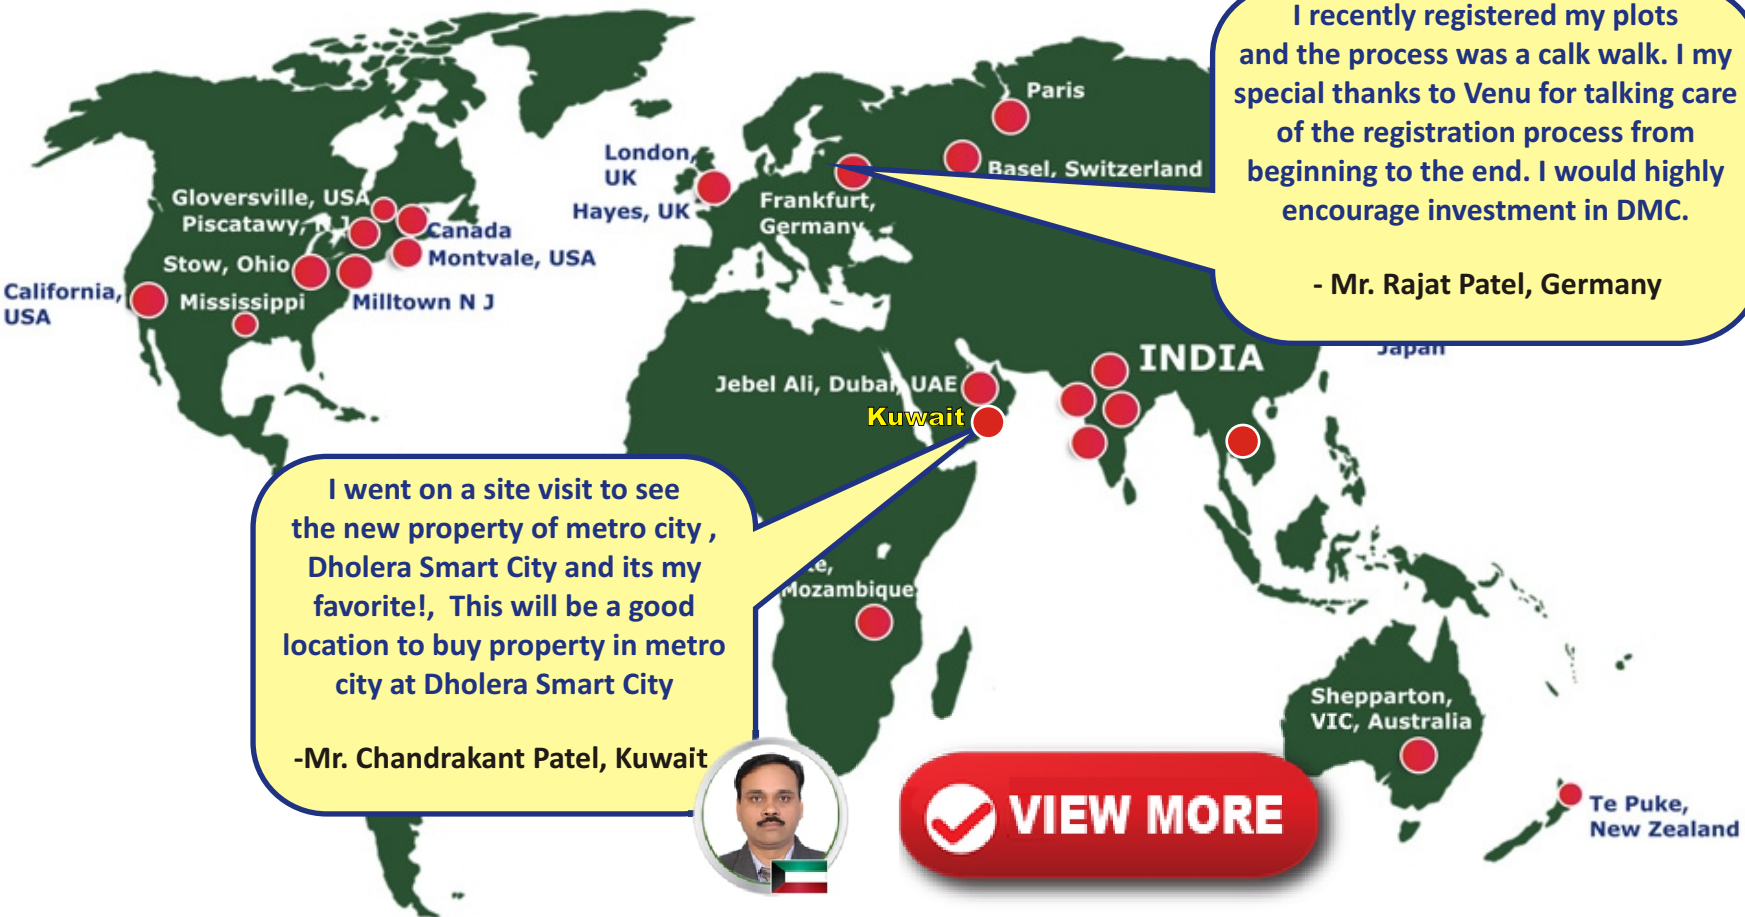 I recently registered my plots
and the process was a calk walk. I my
special thanks to Venu for talking care
of the registration process from
beginning to the end. I would highly
encourage investment in DMC.
- Mr. Rajat Patel, Germany
Paris
Basel, Switzerland
London,
UK
Hayes, UK
Frankfurt,
Germany
Gloversville, USA
Piscatawy, N J
Canada
Montvale, USA
Stow, Ohio
California,
USA
Mississippi
Milltown N J
Japan
INDIA
Jebel Ali, Dubai, UAE
Kuwait
I went on a site visit to see
the new property of metro city ,
Dholera Smart City and its my
favorite!, This will be a good
location to buy property in metro
city at Dholera Smart City
-Mr. Chandrakant Patel, Kuwait
Mozambique
Shepparton,
VIC, Australia
VIEW MORE
Te Puke,
New Zealand